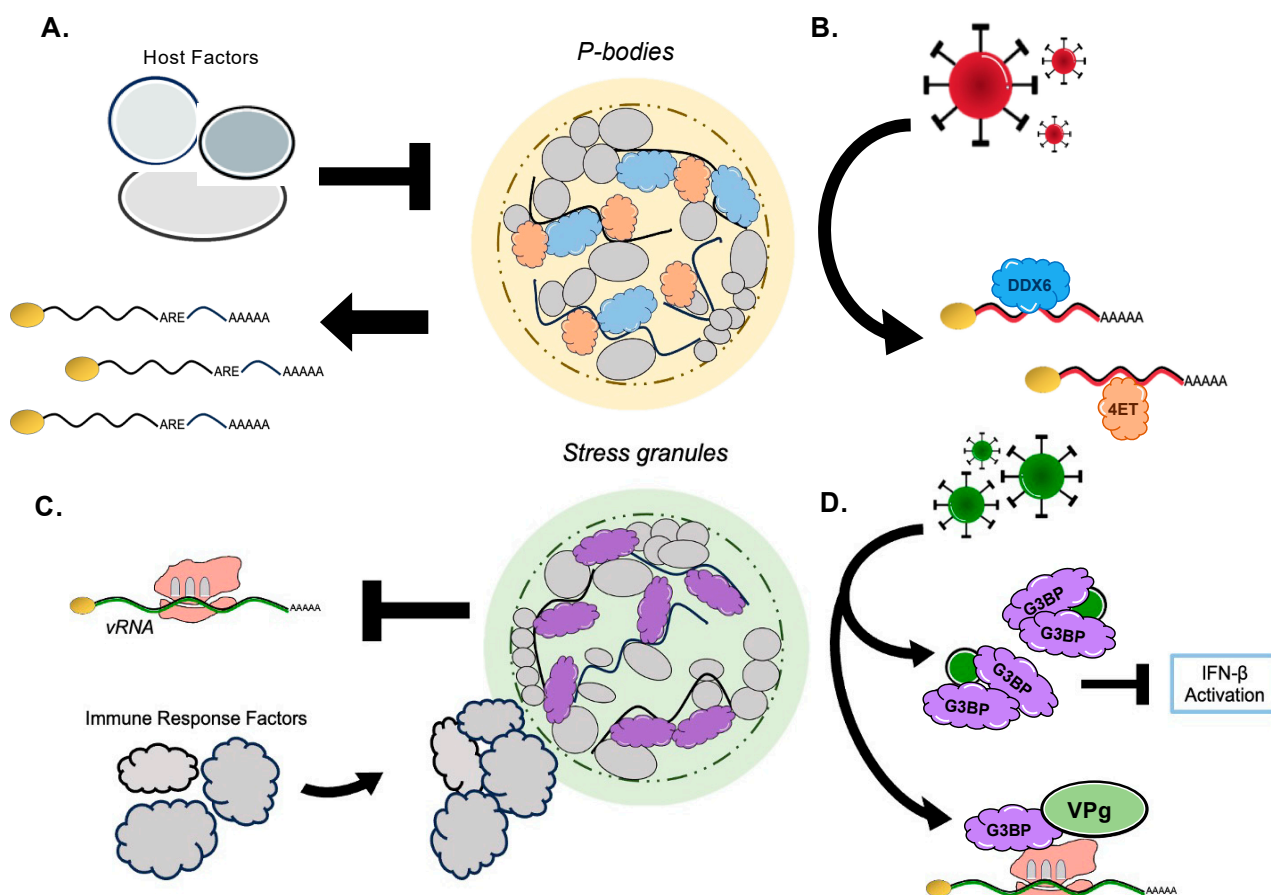 A.
Host Factors
P-bodies
B.
ARE
AAAAA
ARE
AAAAA
ARE
AAAAA
DDX6
AAAAA
AAAAA
4ET
Stress granules
C.
D.
vRNA
AAAAA
G3BP
G3BP
G3BP
G3BP
IFN-β
Activation
Immune Response Factors
VPg
G3BP
AAAAA